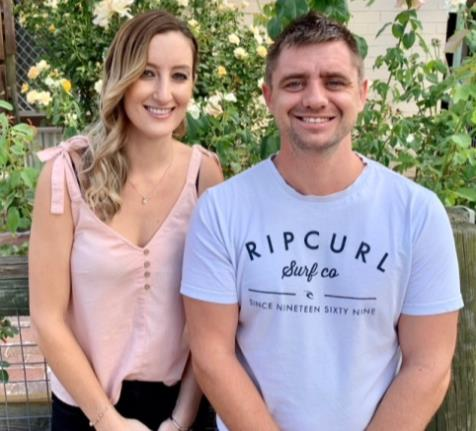 RIPCURL
Surf co
SINCE NINETEEN SIXTY NINE